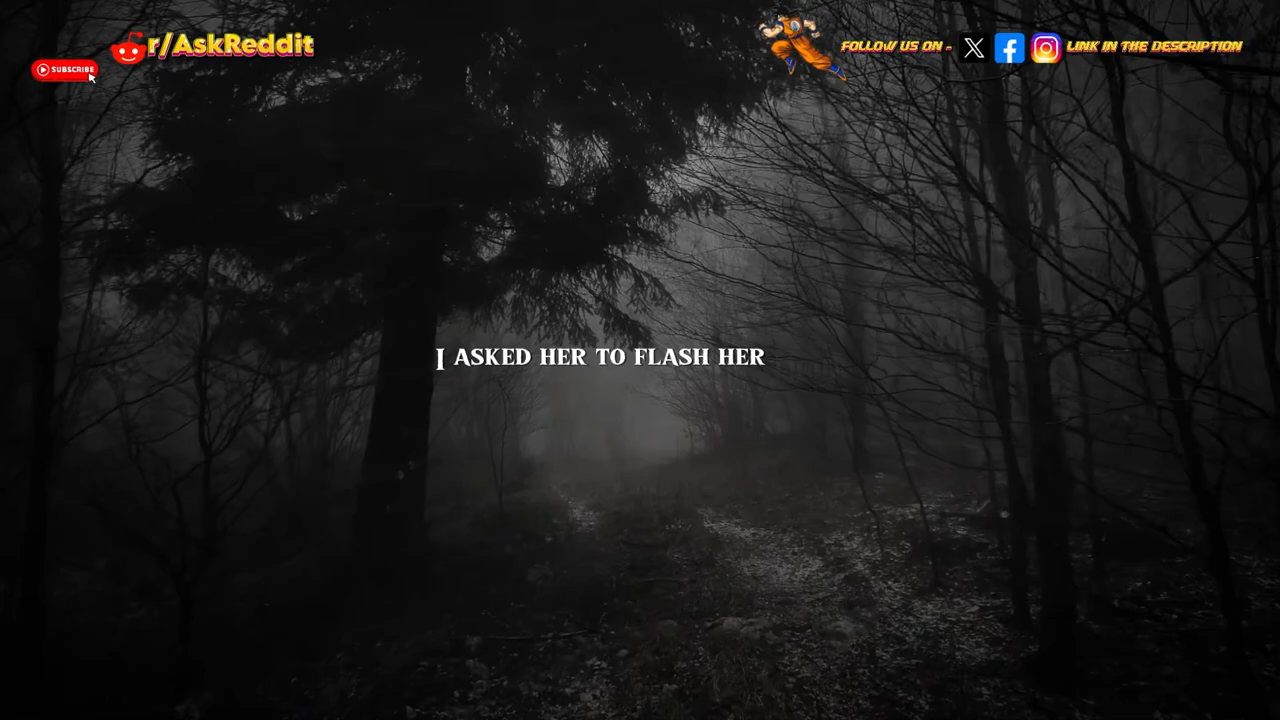 r/AskReddit
SUBSCRIBE
FOLLOW US ON -
LINK IN THE DESCRIPTION
I ASKED HER TO FLASH HER